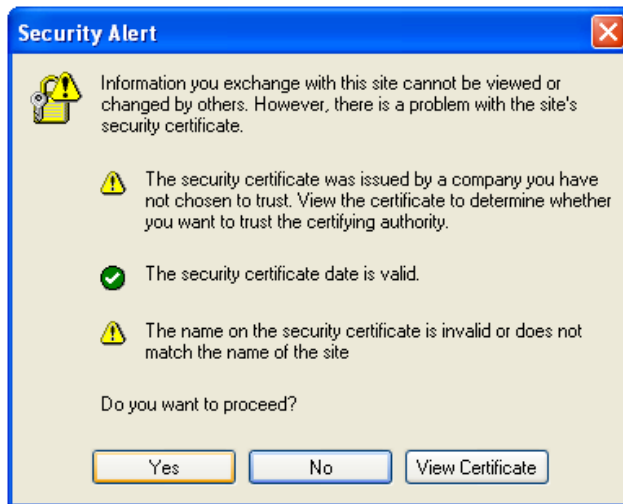 Security Alert
Information you exchange with this site cannot be viewed or
changed by others. However, there is a problem with the site's
security certificate.
The security certificate was issued by a company you have
not chosen to trust. View the certificate to determine whether
you want to trust the certifying authority.
The security certificate date is valid.
The name on the security certificate is invalid or does not
match the name of the site
Do you want to proceed?
Yes No View Certificate